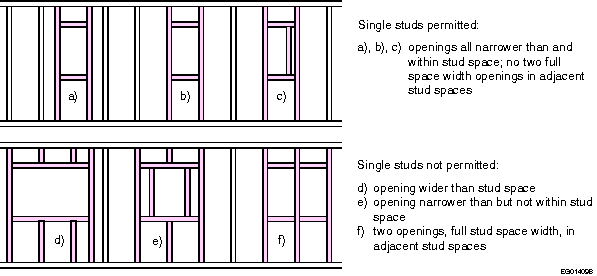 Single studs permitted:
a), b), c) openings all narrower than and
within stud space; no two full
space width openings in adjacent
stud spaces
a)
b)
c)
Single studs not permitted:
d) opening wider than stud space
e) opening narrower than but not within stud
space
f) two openings, full stud space width, in
adjacent stud spaces
d)
e)
f)
EG01409B